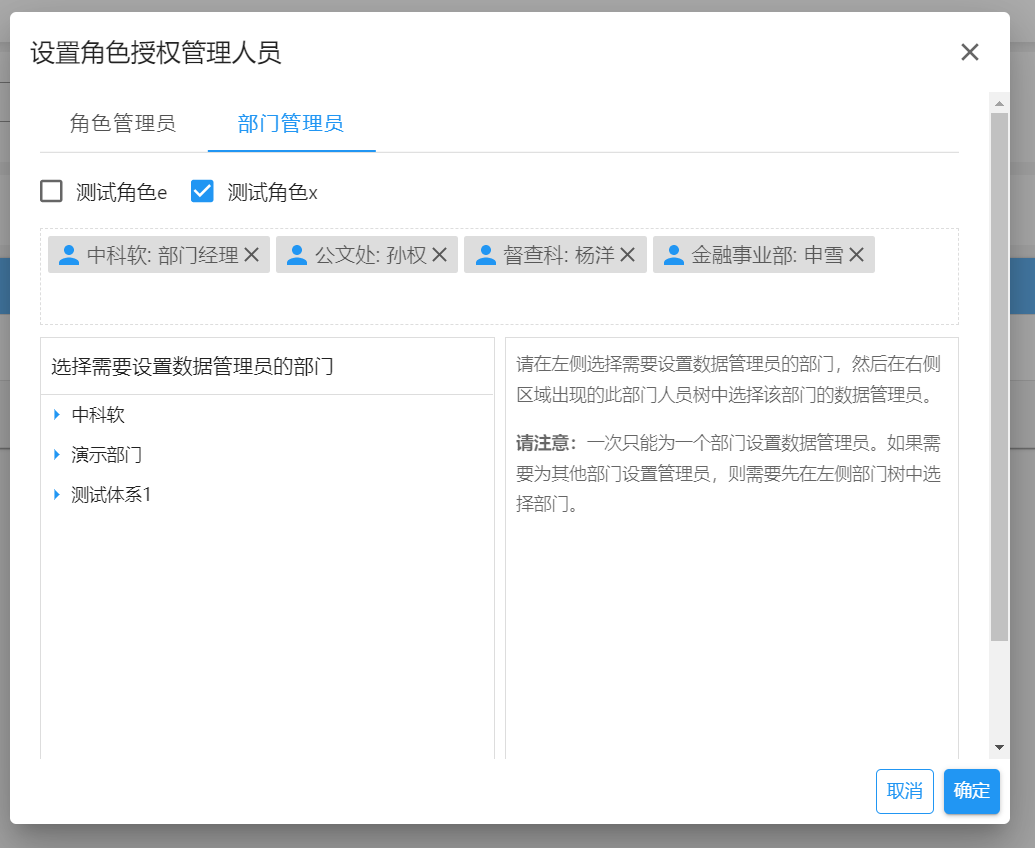 设置角色授权管理人员
角色管理员 部门管理员
测试角色e 测试角色x
中科软: 部门经理 公文处: 孙权 督查科: 杨洋 金融事业部: 申雪
选择需要设置数据管理员的部门
中科软
演示部门
测试体系1
请在左侧选择需要设置数据管理员的部门，然后在右侧
区域出现的此部门人员树中选择该部门的数据管理员。
请注意：一次只能为一个部门设置数据管理员。如果需
要为其他部门设置管理员，则需要先在左侧部门树中选
择部门。
取消 确定